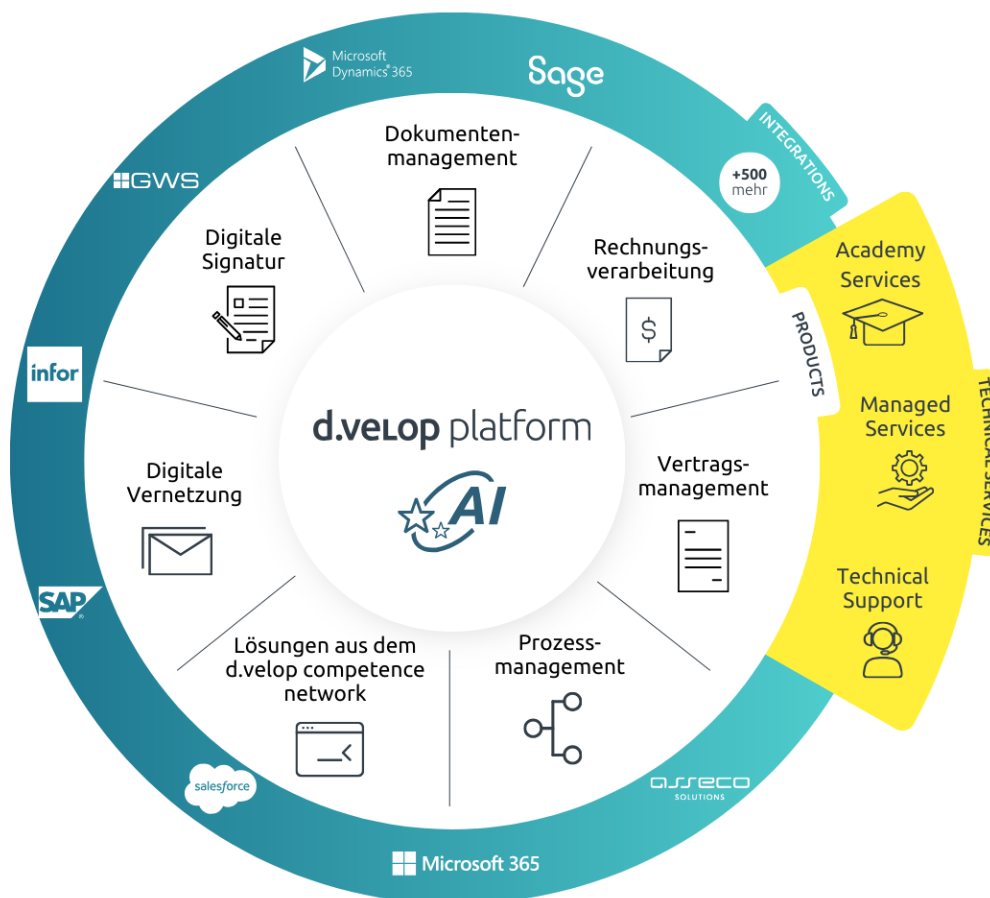 Microsoft
Dynamics® 365
Sage
INTEGRATIONS
+500
mehr
GWS
infor
SAP®
salesforce
Microsoft 365
asseco
SOLUTIONS
Dokumenten-
management
Rechnungs-
verarbeitung
$
Vertrags-
management
Prozess-
management
Lösungen aus dem
d.velop competence
network
Digitale
Vernetzung
Digitale
Signatur
d.velop platform
AI
PRODUCTS
TECHNICAL SERVICES
Academy
Services
Managed
Services
Technical
Support